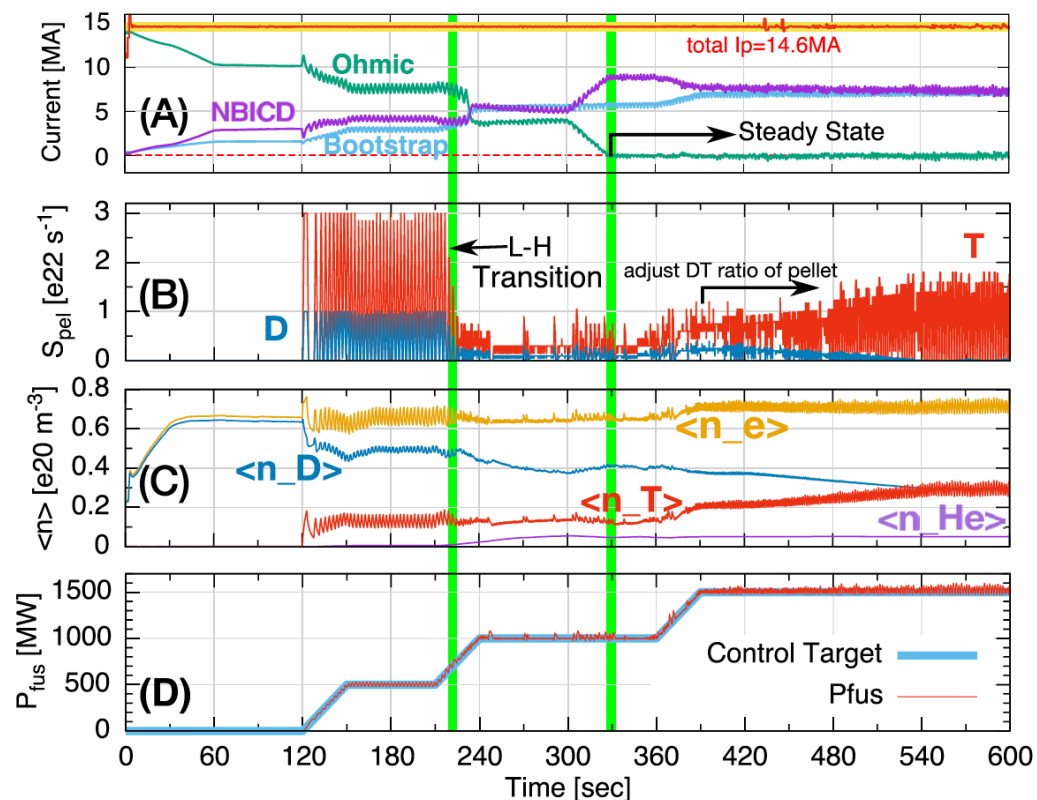 15
10
5
0
Current [MA]
(A)
total Ip=14.6MA
Ohmic
NBICD
Bootstrap
Steady State
3
2
1
0
S_pel [e22 s⁻¹]
(B)
L-H
Transition
adjust DT ratio of pellet
T
D
0.8
0.6
0.4
0.2
0
<n> [e20 m⁻³]
(C)
<n_e>
<n_D>
<n_T>
<n_He>
1500
1000
500
0
P_fus [MW]
(D)
Control Target
Pfus
0 60 120 180 240 300 360 420 480 540 600
Time [sec]